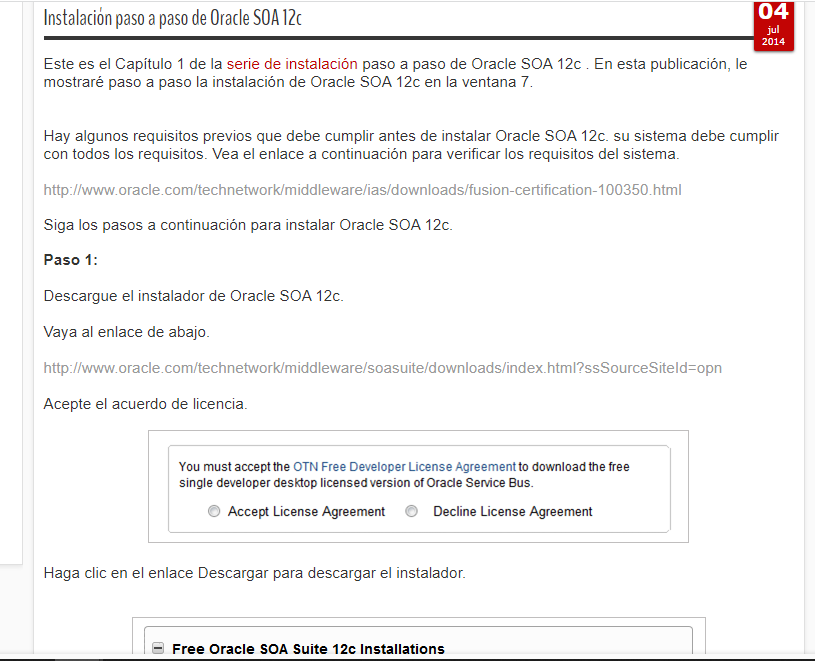 Instalación paso a paso de Oracle SOA 12c
04
jul
2014
Este es el Capítulo 1 de la serie de instalación paso a paso de Oracle SOA 12c . En esta publicación, le
mostraré paso a paso la instalación de Oracle SOA 12c en la ventana 7.
Hay algunos requisitos previos que debe cumplir antes de instalar Oracle SOA 12c. su sistema debe cumplir
con todos los requisitos. Vea el enlace a continuación para verificar los requisitos del sistema.
http://www.oracle.com/technetwork/middleware/ias/downloads/fusion-certification-100350.html
Siga los pasos a continuación para instalar Oracle SOA 12c.
Paso 1:
Descargue el instalador de Oracle SOA 12c.
Vaya al enlace de abajo.
http://www.oracle.com/technetwork/middleware/soasuite/downloads/index.html?ssSourceSiteId=opn
Acepte el acuerdo de licencia.
You must accept the OTN Free Developer License Agreement to download the free
single developer desktop licensed version of Oracle Service Bus.
Accept License Agreement Decline License Agreement
Haga clic en el enlace Descargar para descargar el instalador.
Free Oracle SOA Suite 12c Installations